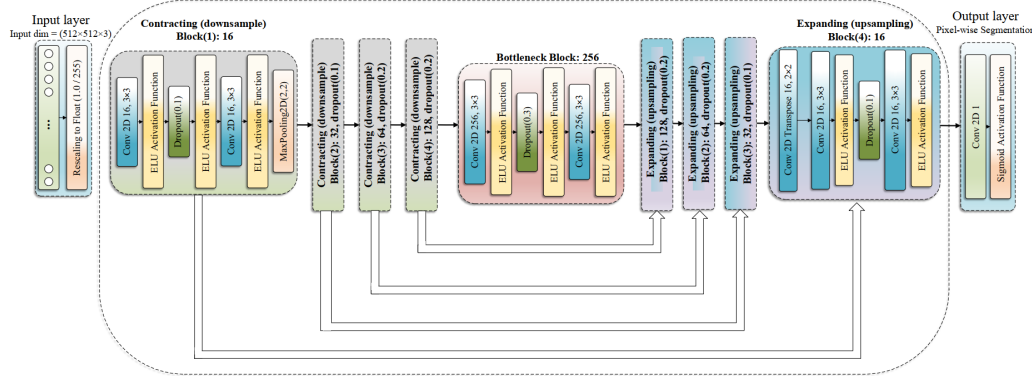 Input layer
Input dim = (512×512×3)
...
Rescaling to Float (1.0 / 255)
Contracting (downsample)
Block(1): 16
Conv 2D 16, 3×3
ELU Activation Function
Dropout(0.1)
ELU Activation Function
Conv 2D 16, 3×3
ELU Activation Function
MaxPooling2D(2,2)
Contracting (downsample)
Block(2): 32, dropout(0.1)
Contracting (downsample)
Block(3): 64, dropout(0.2)
Contracting (downsample)
Block(4): 128, dropout(0.2)
Bottleneck Block: 256
Conv 2D 256, 3×3
ELU Activation Function
Dropout(0.3)
ELU Activation Function
Conv 2D 256, 3×3
ELU Activation Function
Expanding (upsampling)
Block(1): 128, dropout(0.2)
Expanding (upsampling)
Block(2): 64, dropout(0.2)
Expanding (upsampling)
Block(3): 32, dropout(0.1)
Expanding (upsampling)
Block(4): 16
Conv 2D Transpose 16, 2×2
Conv 2D 16, 3×3
ELU Activation Function
Dropout(0.1)
Conv 2D 16, 3×3
ELU Activation Function
Output layer
Pixel-wise Segmentation
Conv 2D 1
Sigmoid Activation Function